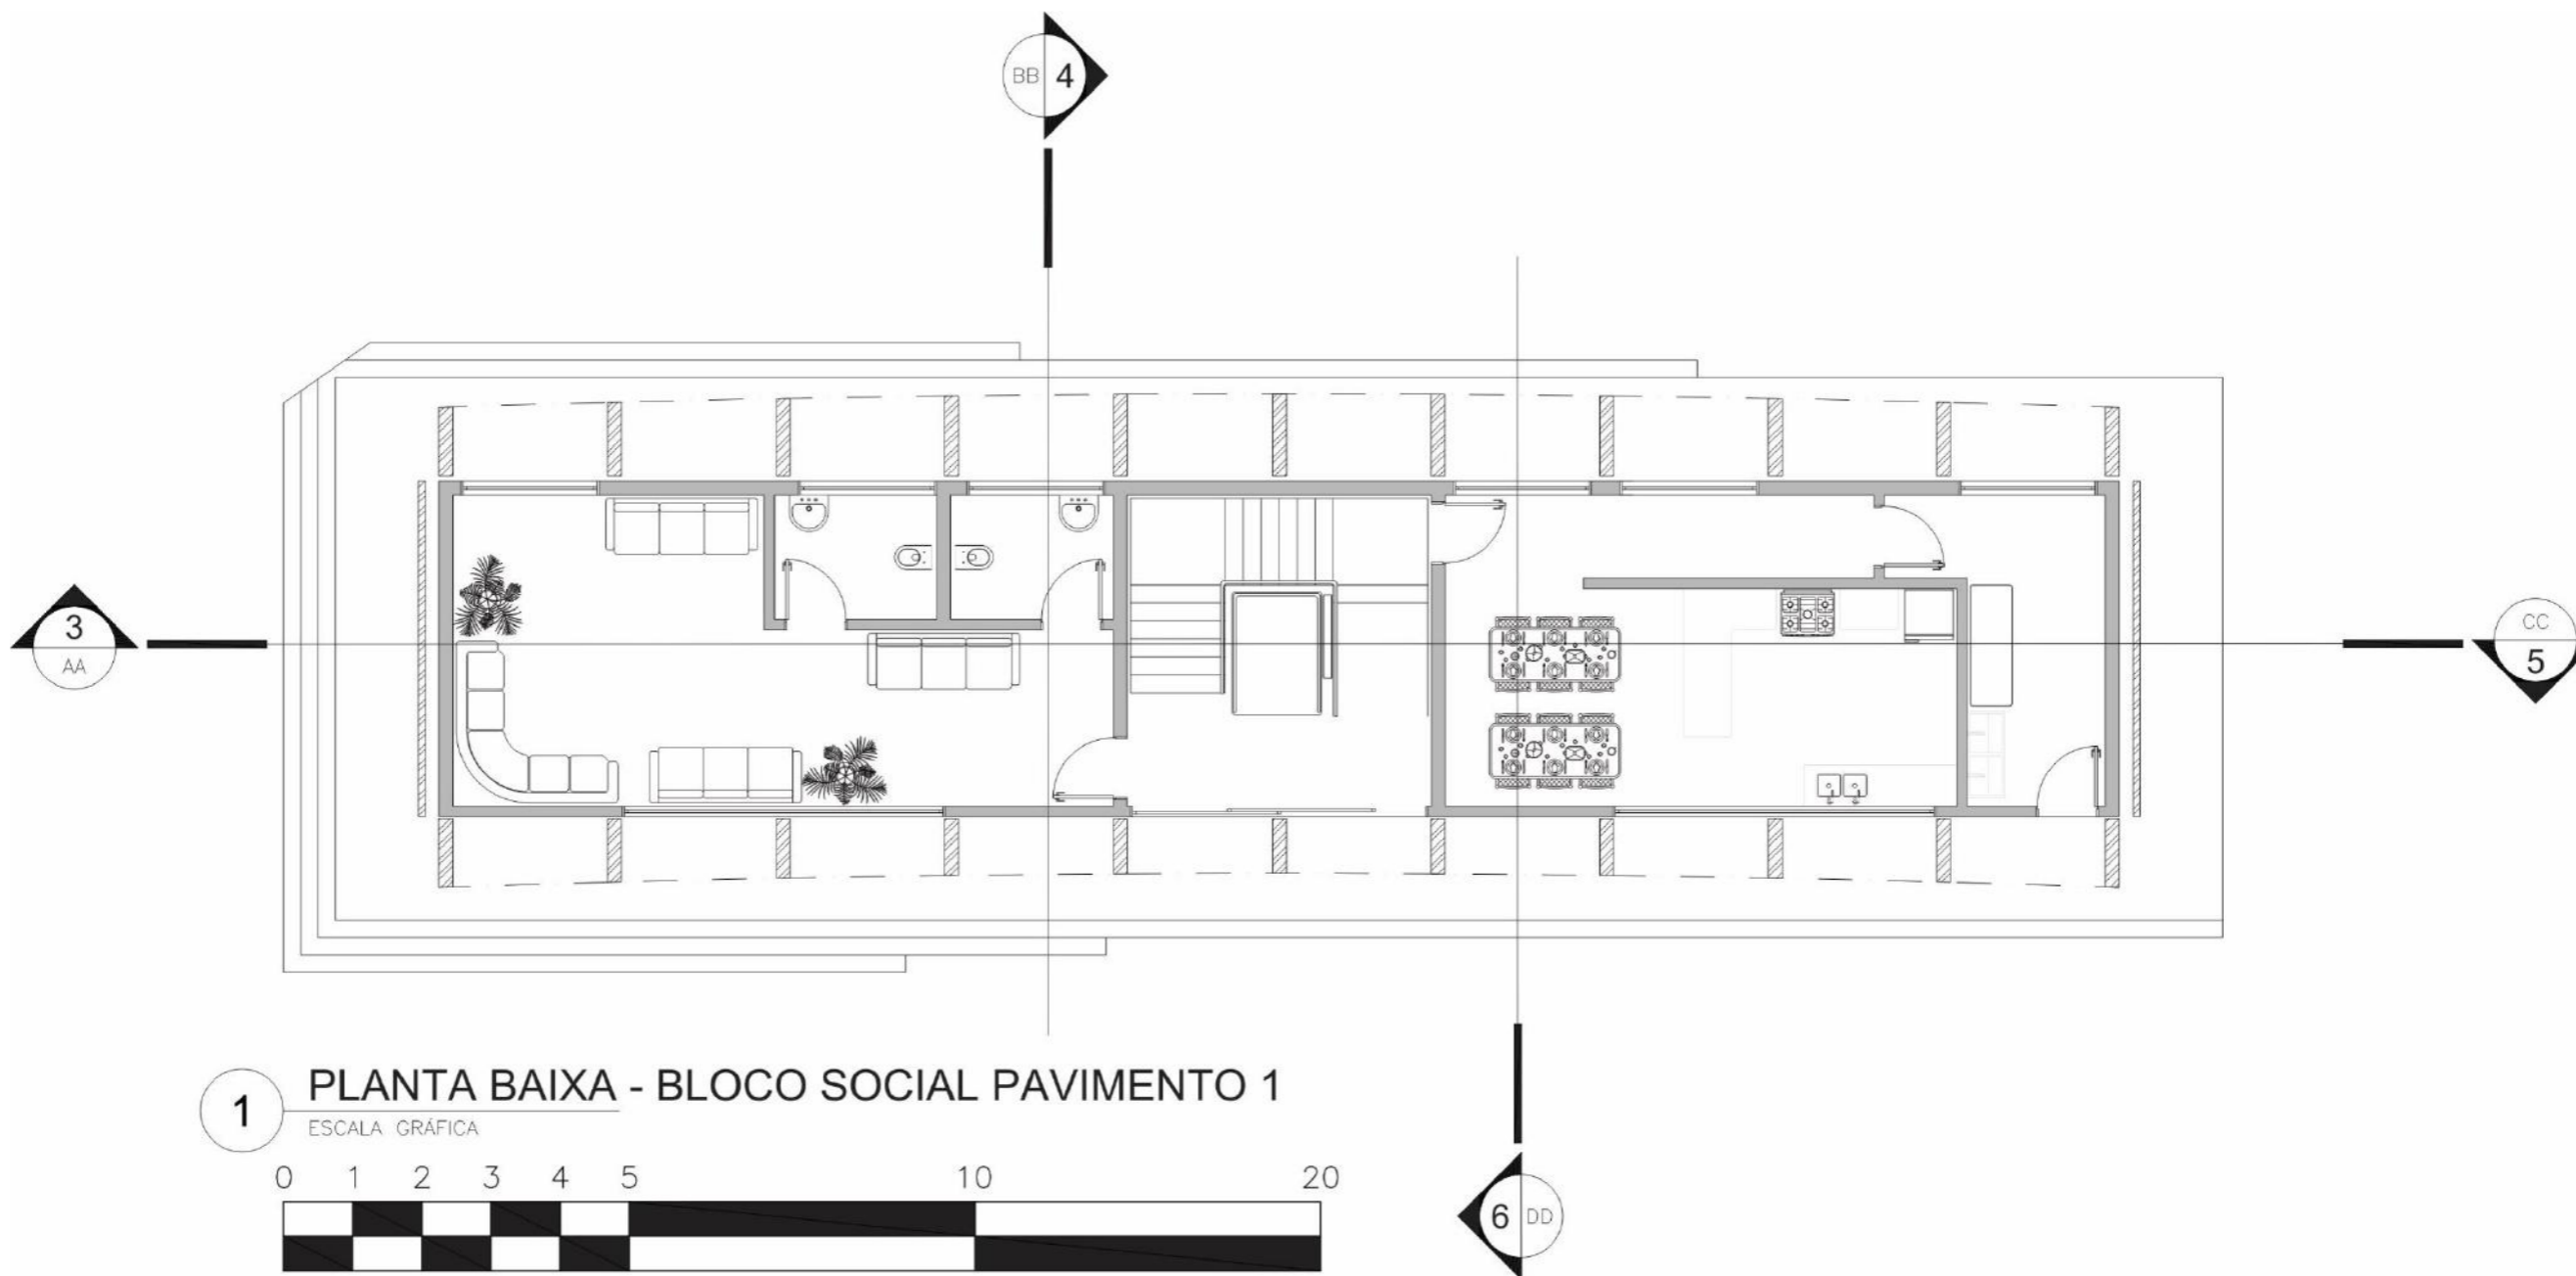 BB 4
3
AA
CC
5
1
PLANTA BAIXA - BLOCO SOCIAL PAVIMENTO 1
ESCALA GRÁFICA
0 1 2 3 4 5 10 20
6 DD